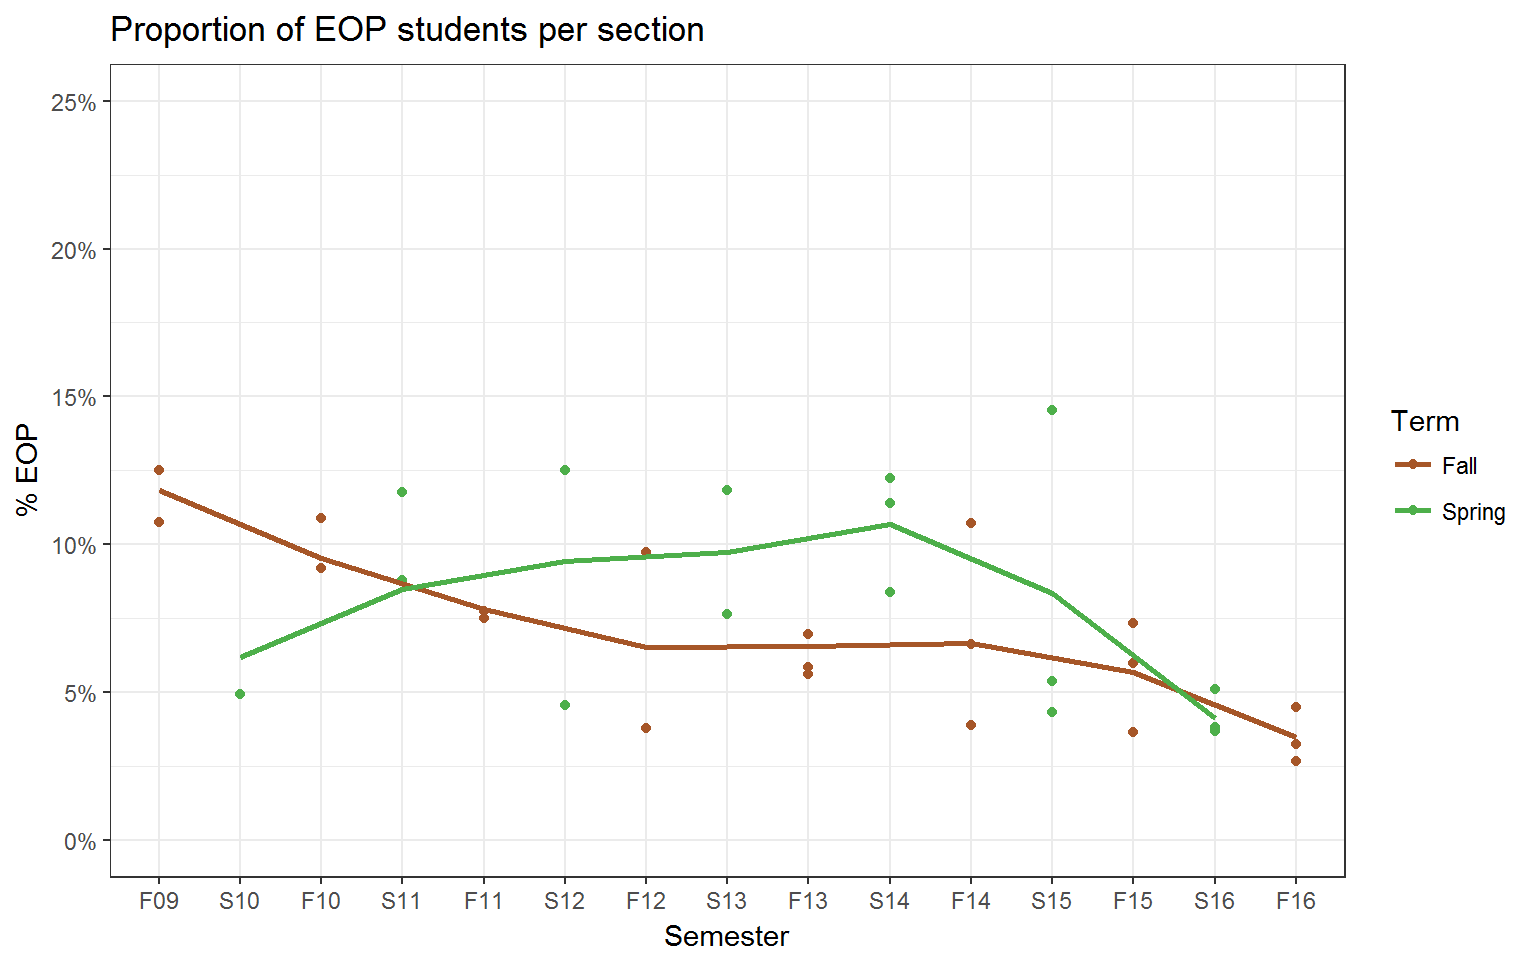 Proportion of EOP students per section
% EOP
25%
20%
15%
10%
5%
0%
F09 S10 F10 S11 F11 S12 F12 S13 F13 S14 F14 S15 F15 S16 F16
Semester
Term
Fall
Spring